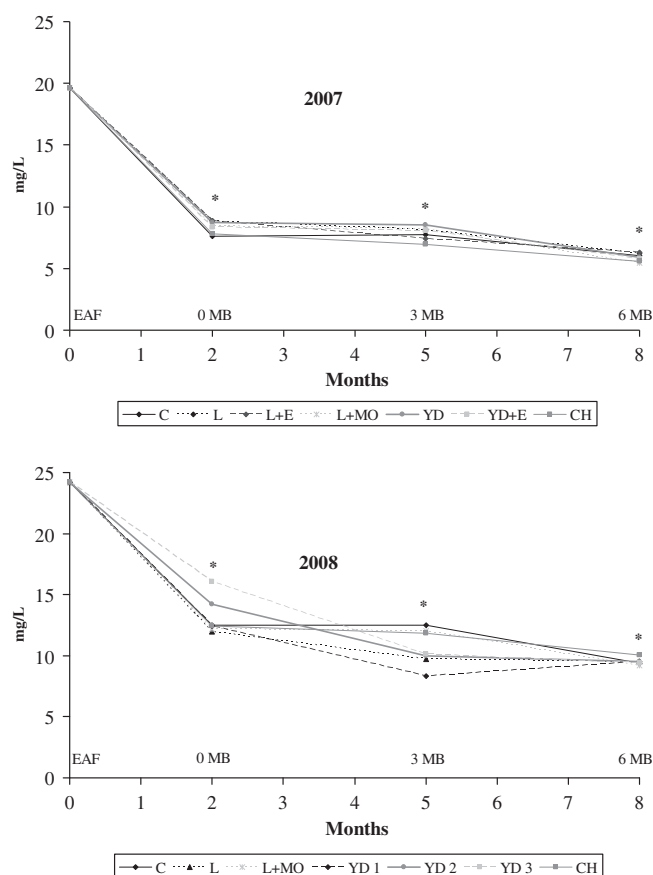 25
20
15
10
5
0
mg/L
2007
*
*
*
EAF
0 MB
3 MB
6 MB
0 1 2 3 4 5 6 7 8
Months
C L L+E L+MO YD YD+E CH
25
20
15
10
5
0
mg/L
2008
*
*
*
EAF
0 MB
3 MB
6 MB
0 1 2 3 4 5 6 7 8
Months
C L L+MO YD 1 YD 2 YD 3 CH